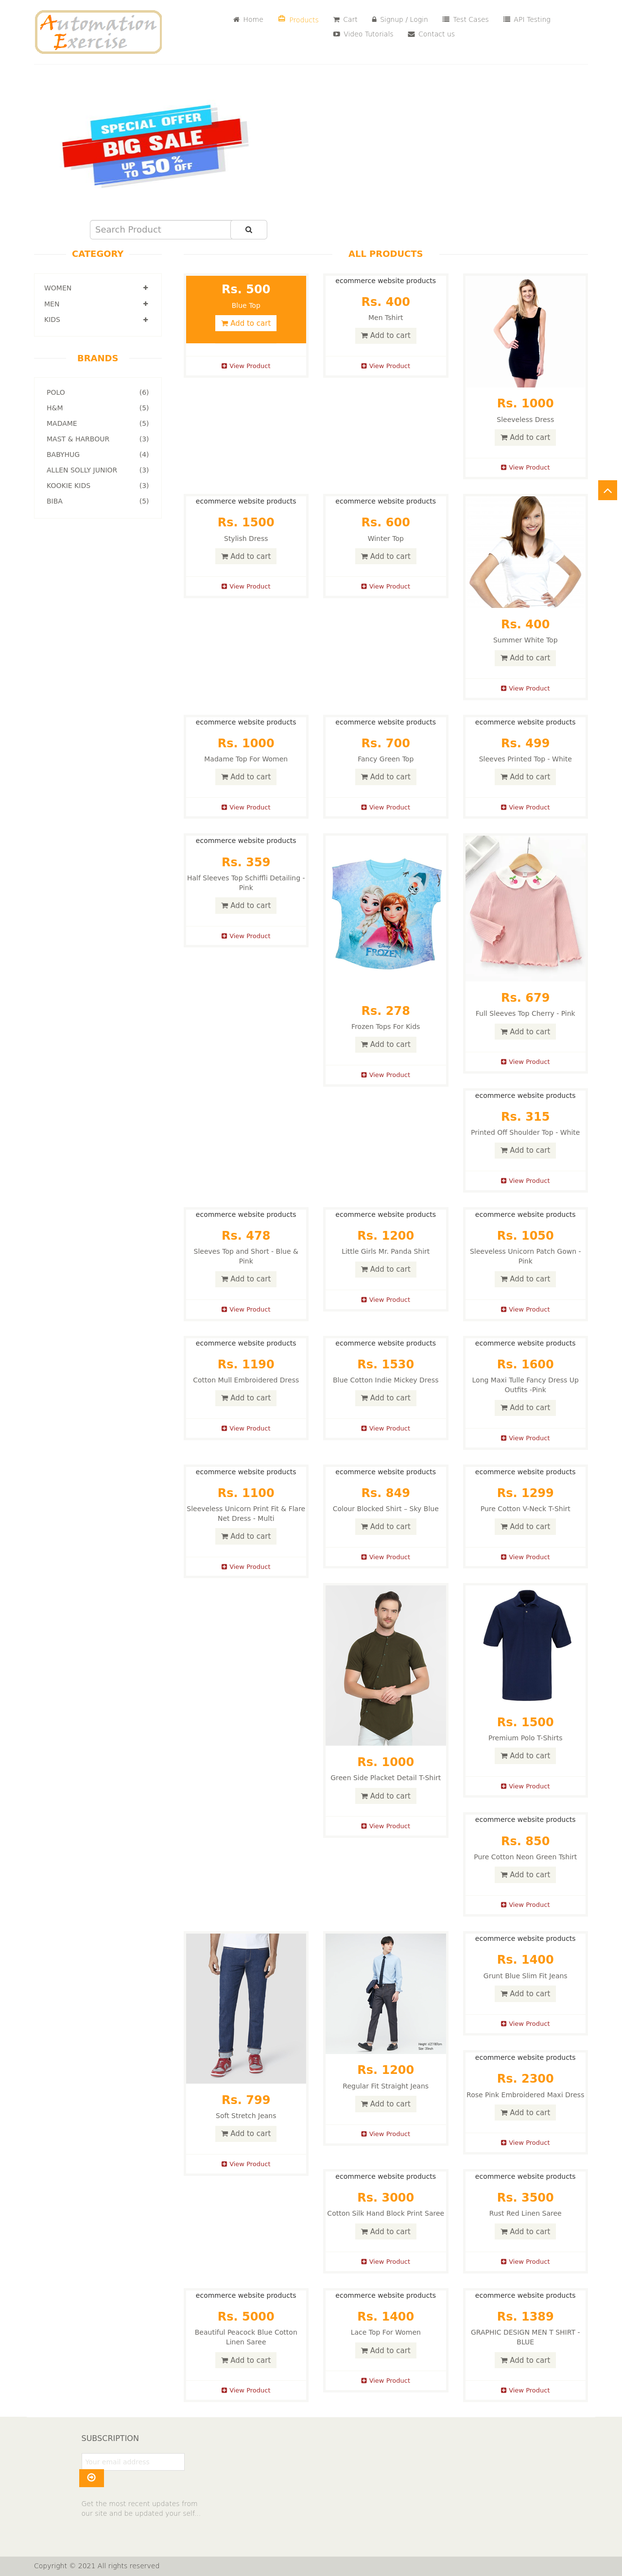 Automation
Exercise
Home
Products
Cart
Signup / Login
Test Cases
API Testing
Video Tutorials
Contact us
SPECIAL OFFER
BIG SALE
UP TO 50% OFF
Search Product
CATEGORY
WOMEN
MEN
KIDS
BRANDS
POLO (6)
H&M (5)
MADAME (5)
MAST & HARBOUR (3)
BABYHUG (4)
ALLEN SOLLY JUNIOR (3)
KOOKIE KIDS (3)
BIBA (5)
ALL PRODUCTS
Rs. 500
Blue Top
Add to cart
View Product
ecommerce website products
Rs. 400
Men Tshirt
Add to cart
View Product
Rs. 1000
Sleeveless Dress
Add to cart
View Product
ecommerce website products
Rs. 1500
Stylish Dress
Add to cart
View Product
ecommerce website products
Rs. 600
Winter Top
Add to cart
View Product
Rs. 400
Summer White Top
Add to cart
View Product
ecommerce website products
Rs. 1000
Madame Top For Women
Add to cart
View Product
ecommerce website products
Rs. 700
Fancy Green Top
Add to cart
View Product
ecommerce website products
Rs. 499
Sleeves Printed Top - White
Add to cart
View Product
ecommerce website products
Rs. 359
Half Sleeves Top Schiffli Detailing -
Pink
Add to cart
View Product
Disney
FROZEN
Rs. 278
Frozen Tops For Kids
Add to cart
View Product
Rs. 679
Full Sleeves Top Cherry - Pink
Add to cart
View Product
ecommerce website products
Rs. 315
Printed Off Shoulder Top - White
Add to cart
View Product
ecommerce website products
Rs. 478
Sleeves Top and Short - Blue &
Pink
Add to cart
View Product
ecommerce website products
Rs. 1200
Little Girls Mr. Panda Shirt
Add to cart
View Product
ecommerce website products
Rs. 1050
Sleeveless Unicorn Patch Gown -
Pink
Add to cart
View Product
ecommerce website products
Rs. 1190
Cotton Mull Embroidered Dress
Add to cart
View Product
ecommerce website products
Rs. 1530
Blue Cotton Indie Mickey Dress
Add to cart
View Product
ecommerce website products
Rs. 1600
Long Maxi Tulle Fancy Dress Up
Outfits -Pink
Add to cart
View Product
ecommerce website products
Rs. 1100
Sleeveless Unicorn Print Fit & Flare
Net Dress - Multi
Add to cart
View Product
ecommerce website products
Rs. 849
Colour Blocked Shirt – Sky Blue
Add to cart
View Product
ecommerce website products
Rs. 1299
Pure Cotton V-Neck T-Shirt
Add to cart
View Product
Rs. 1000
Green Side Placket Detail T-Shirt
Add to cart
View Product
Rs. 1500
Premium Polo T-Shirts
Add to cart
View Product
ecommerce website products
Rs. 850
Pure Cotton Neon Green Tshirt
Add to cart
View Product
Rs. 799
Soft Stretch Jeans
Add to cart
View Product
Rs. 1200
Regular Fit Straight Jeans
Add to cart
View Product
ecommerce website products
Rs. 1400
Grunt Blue Slim Fit Jeans
Add to cart
View Product
ecommerce website products
Rs. 2300
Rose Pink Embroidered Maxi Dress
Add to cart
View Product
ecommerce website products
Rs. 3000
Cotton Silk Hand Block Print Saree
Add to cart
View Product
ecommerce website products
Rs. 3500
Rust Red Linen Saree
Add to cart
View Product
ecommerce website products
Rs. 5000
Beautiful Peacock Blue Cotton
Linen Saree
Add to cart
View Product
ecommerce website products
Rs. 1400
Lace Top For Women
Add to cart
View Product
ecommerce website products
Rs. 1389
GRAPHIC DESIGN MEN T SHIRT -
BLUE
Add to cart
View Product
SUBSCRIPTION
Your email address
Get the most recent updates from
our site and be updated your self...
Copyright © 2021 All rights reserved